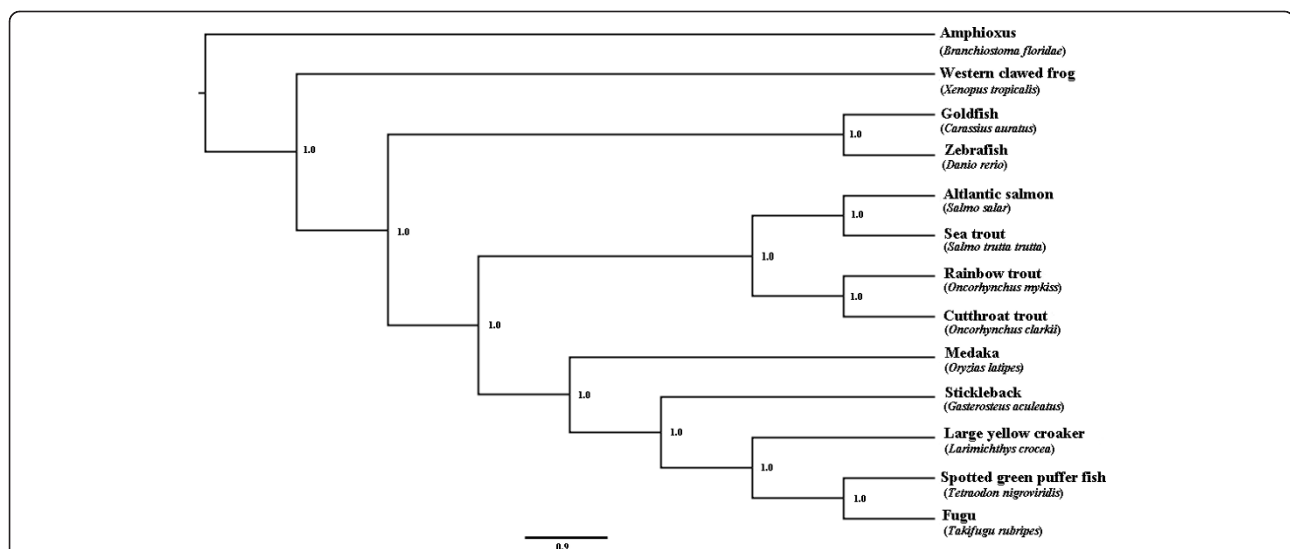 Amphioxus
(Branchiostoma floridae)
Western clawed frog
(Xenopus tropicalis)
1.0
Goldfish
(Carassius auratus)
1.0
Zebrafish
(Danio rerio)
1.0
Altlantic salmon
(Salmo salar)
1.0
Sea trout
(Salmo trutta trutta)
1.0
Rainbow trout
(Oncorhynchus mykiss)
1.0
Cutthroat trout
(Oncorhynchus clarkii)
1.0
Medaka
(Oryzias latipes)
1.0
Stickleback
(Gasterosteus aculeatus)
1.0
Large yellow croaker
(Larimichthys crocea)
1.0
Spotted green puffer fish
(Tetraodon nigroviridis)
1.0
Fugu
(Takifugu rubripes)
0.9